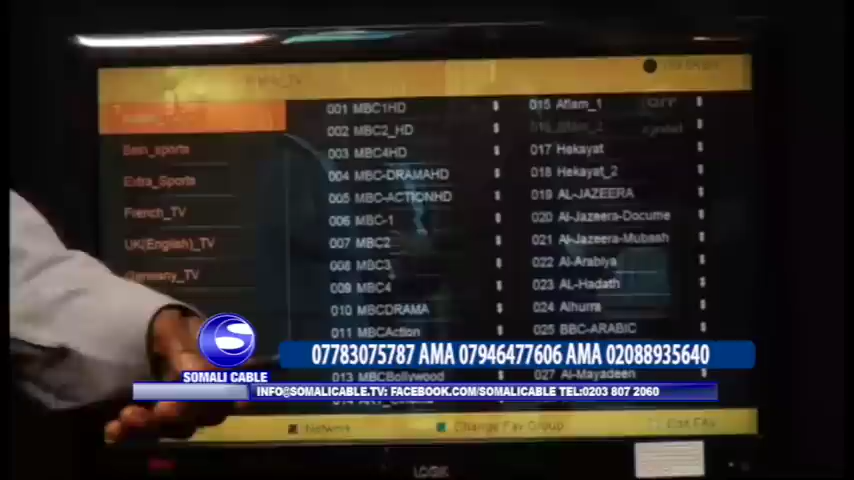 001 MBC1HD $
002 MBC2_HD $
003 MBC4HD $
004 MBC-DRAMAHD $
005 MBC-ACTIONHD $
006 MBC-1 $
007 MBC2 $
008 MBC3 $
009 MBC4 $
010 MBCDRAMA $
011 MBCAction
013 MBCBollywood
015 Aflam_1 $
017 Hekayat $
018 Hekayat_2 $
019 AL-JAZEERA $
020 Al-Jazeera-Docume $
021 Al-Jazeera-Mubash $
022 Al-Arabiya $
023 AL-Hadath $
024 Alhurra $
025 BBC-ARABIC $
027 Al-Mayadeen $
Bein_sports
Extra_Sports
French_TV
UK(English)_TV
Germany_TV
S
SOMALI CABLE
07783075787 AMA 07946477606 AMA 02088935640
INFO@SOMALICABLE.TV: FACEBOOK.COM/SOMALICABLE TEL:0203 807 2060
Network
Change Fav Group
Edit FAV
LOGIK